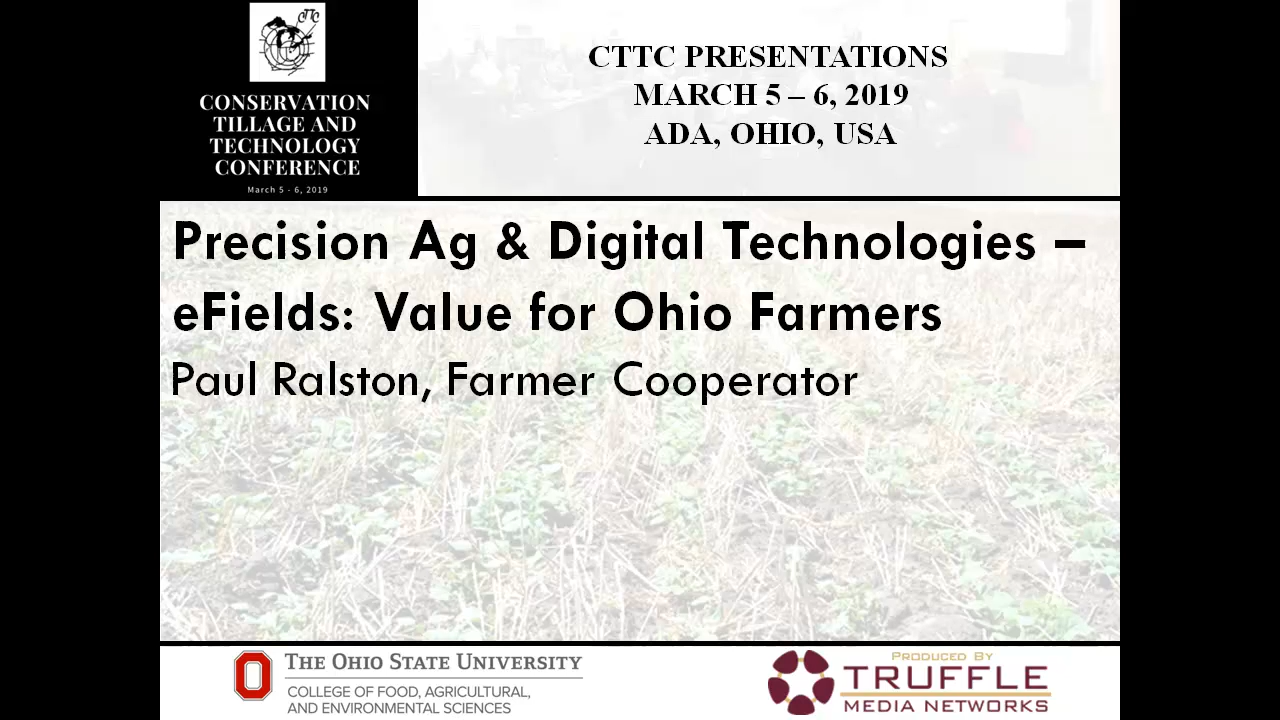 CTTC
CONSERVATION
TILLAGE AND
TECHNOLOGY
CONFERENCE
March 5 - 6, 2019
CTTC PRESENTATIONS
MARCH 5 – 6, 2019
ADA, OHIO, USA
Precision Ag & Digital Technologies –
eFields: Value for Ohio Farmers
Paul Ralston, Farmer Cooperator
THE OHIO STATE UNIVERSITY
COLLEGE OF FOOD, AGRICULTURAL,
AND ENVIRONMENTAL SCIENCES
PRODUCED BY
TRUFFLE
MEDIA NETWORKS